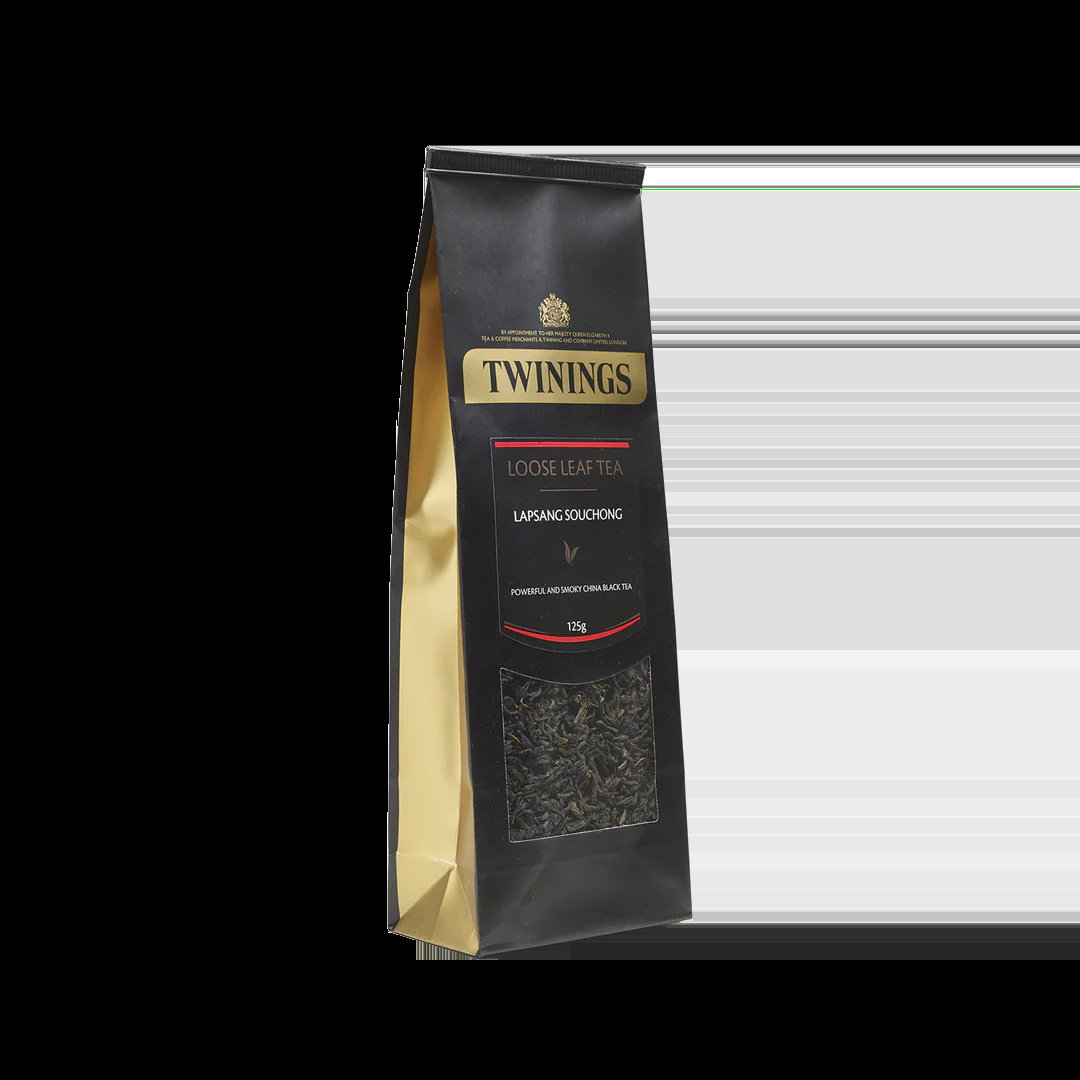 BY APPOINTMENT TO HER MAJESTY QUEEN ELIZABETH II
TEA & COFFEE MERCHANTS R. TWINING AND COMPANY LIMITED, LONDON
TWININGS
LOOSE LEAF TEA
LAPSANG SOUCHONG
POWERFUL AND SMOKY CHINA BLACK TEA
125g